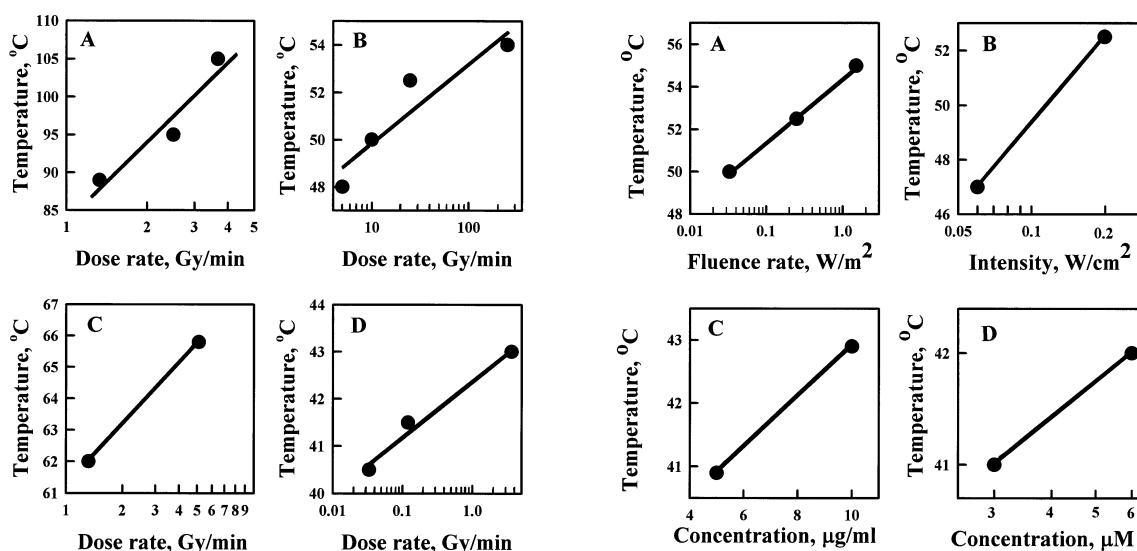 A
Temperature, °C
110
105
100
95
90
85
1
2
3
4
5
Dose rate, Gy/min
B
Temperature, °C
54
52
50
48
10
100
Dose rate, Gy/min
A
Temperature, °C
56
54
52
50
48
0.01
0.1
1.0
Fluence rate, W/m²
B
Temperature, °C
52
50
48
46
0.05
0.1
0.2
Intensity, W/cm²
C
Temperature, °C
67
66
65
64
63
62
61
1
2
3
4
5
6
7
8
9
Dose rate, Gy/min
D
Temperature, °C
44
43
42
41
40
0.01
0.1
1.0
Dose rate, Gy/min
C
Temperature, °C
43
42
41
4
6
8
10
Concentration, μg/ml
D
Temperature, °C
42
41
3
4
5
6
Concentration, μM